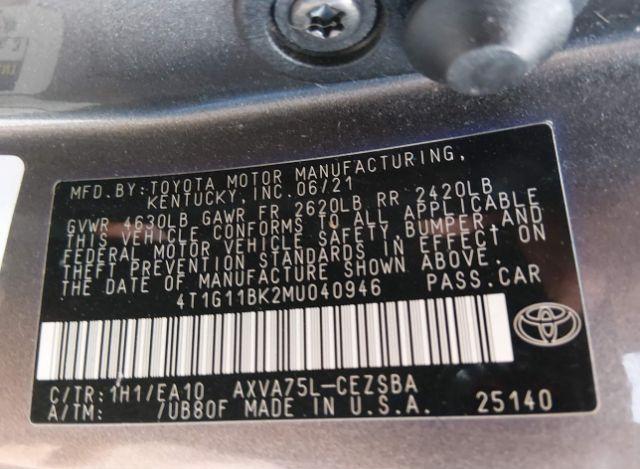 MFD.BY:TOYOTA MOTOR MANUFACTURING,
KENTUCKY,INC.06/21
GVWR 4630LB GAWR FR 2620LB RR 2420LB
THIS VEHICLE CONFORMS TO ALL APPLICABLE
FEDERAL MOTOR VEHICLE SAFETY,BUMPER,AND
THEFT PREVENTION STANDARDS IN EFFECT
ON THE DATE OF MANUFACTURE SHOWN ABOVE.
4T1G11BK2MU040946 PASS.CAR
C/TR:1H1/EA10 AXVA75L-CEZSBA
A/TM: /UB80F MADE IN U.S.A. 25140